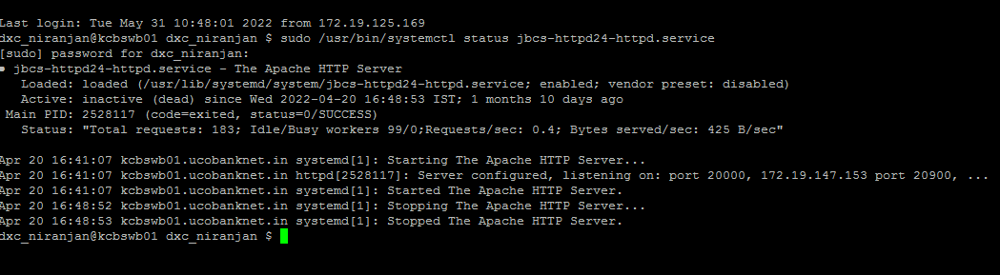 Last login: Tue May 31 10:48:01 2022 from 172.19.125.169
dxc_niranjan@kcbswb01 dxc_niranjan $ sudo /usr/bin/systemctl status jbcs-httpd24-httpd.service
[sudo] password for dxc_niranjan:
● jbcs-httpd24-httpd.service - The Apache HTTP Server
Loaded: loaded (/usr/lib/systemd/system/jbcs-httpd24-httpd.service; enabled; vendor preset: disabled)
Active: inactive (dead) since Wed 2022-04-20 16:48:53 IST; 1 months 10 days ago
Main PID: 2528117 (code=exited, status=0/SUCCESS)
Status: "Total requests: 183; Idle/Busy workers 99/0;Requests/sec: 0.4; Bytes served/sec: 425 B/sec"
Apr 20 16:41:07 kcbswb01.ucobanknet.in systemd[1]: Starting The Apache HTTP Server...
Apr 20 16:41:07 kcbswb01.ucobanknet.in httpd[2528117]: Server configured, listening on: port 20000, 172.19.147.153 port 20900, ...
Apr 20 16:41:07 kcbswb01.ucobanknet.in systemd[1]: Started The Apache HTTP Server.
Apr 20 16:48:52 kcbswb01.ucobanknet.in systemd[1]: Stopping The Apache HTTP Server...
Apr 20 16:48:53 kcbswb01.ucobanknet.in systemd[1]: Stopped The Apache HTTP Server.
dxc_niranjan@kcbswb01 dxc_niranjan $